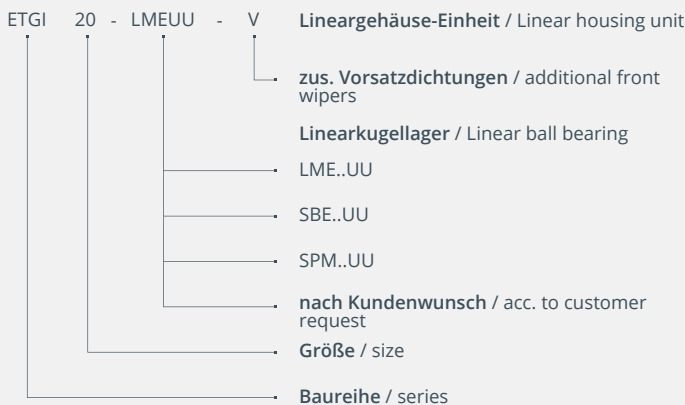 ETGI 20 - LMEUU - V Lineargehäuse-Einheit / Linear housing unit
zus. Vorsatzdichtungen / additional front
wipers
Linearkugellager / Linear ball bearing
LME..UU
SBE..UU
SPM..UU
nach Kundenwunsch / acc. to customer
request
Größe / size
Baureihe / series